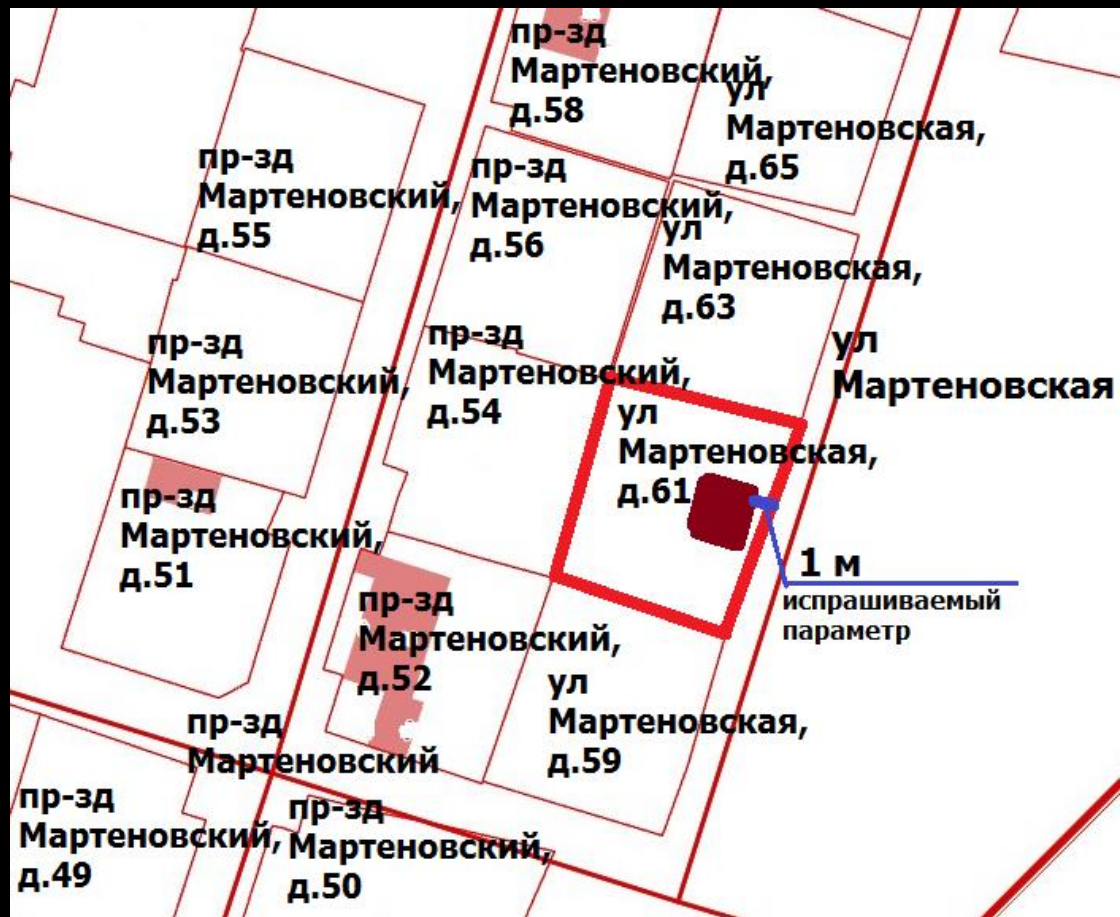 пр-зд
Мартеновский,
д.58
ул
Мартеновская,
д.65
пр-зд
Мартеновский,
д.55
пр-зд
Мартеновский,
д.56
ул
Мартеновская,
д.63
пр-зд
Мартеновский,
д.53
пр-зд
Мартеновский,
д.54
ул
Мартеновская
ул
Мартеновская,
д.61
пр-зд
Мартеновский,
д.51
1 м
испрашиваемый
параметр
пр-зд
Мартеновский,
д.52
ул
Мартеновская,
д.59
пр-зд
Мартеновский
пр-зд
Мартеновский,
д.49
пр-зд
Мартеновский,
д.50